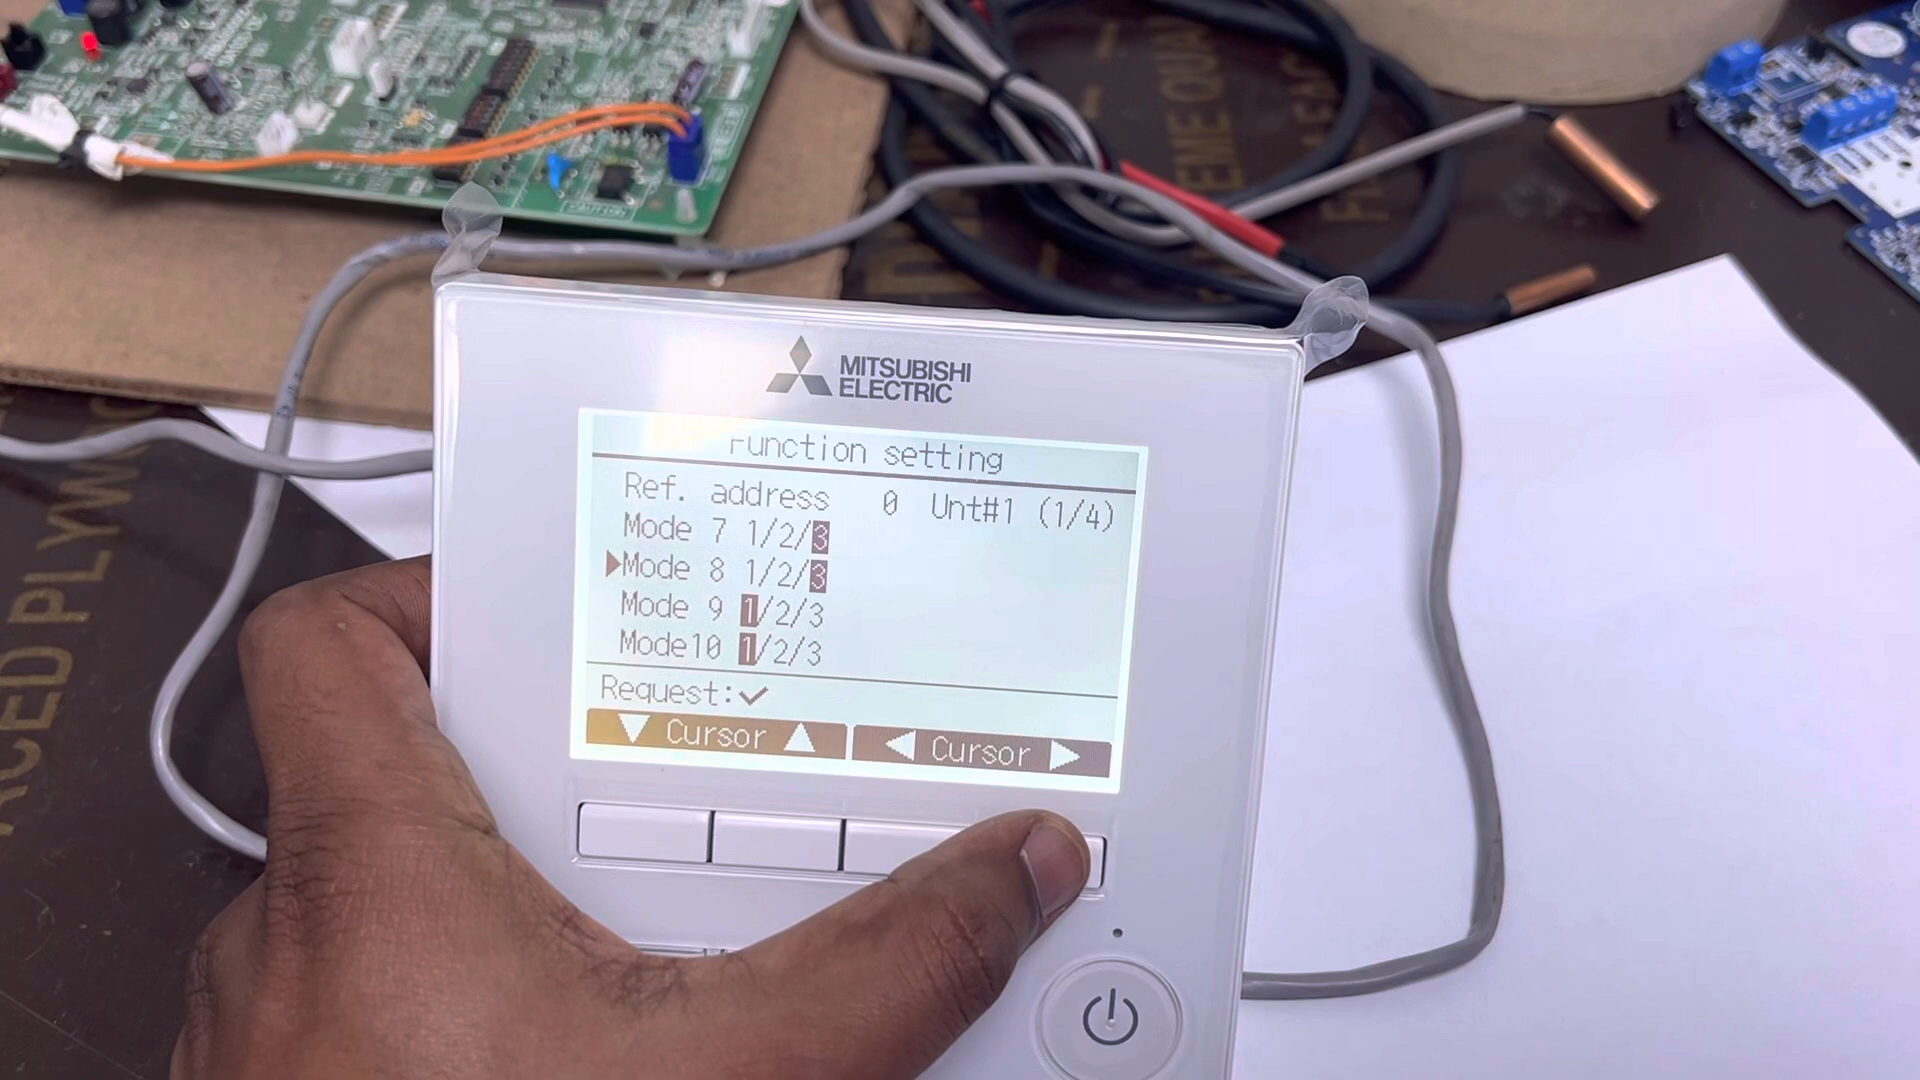 MITSUBISHI
ELECTRIC
Function setting
Ref. address 0 Unt#1 (1/4)
Mode 7 1/2/3
▶Mode 8 1/2/3
Mode 9 1/2/3
Mode10 1/2/3
Request:✓
▼ Cursor ▲ ◀ Cursor ▶